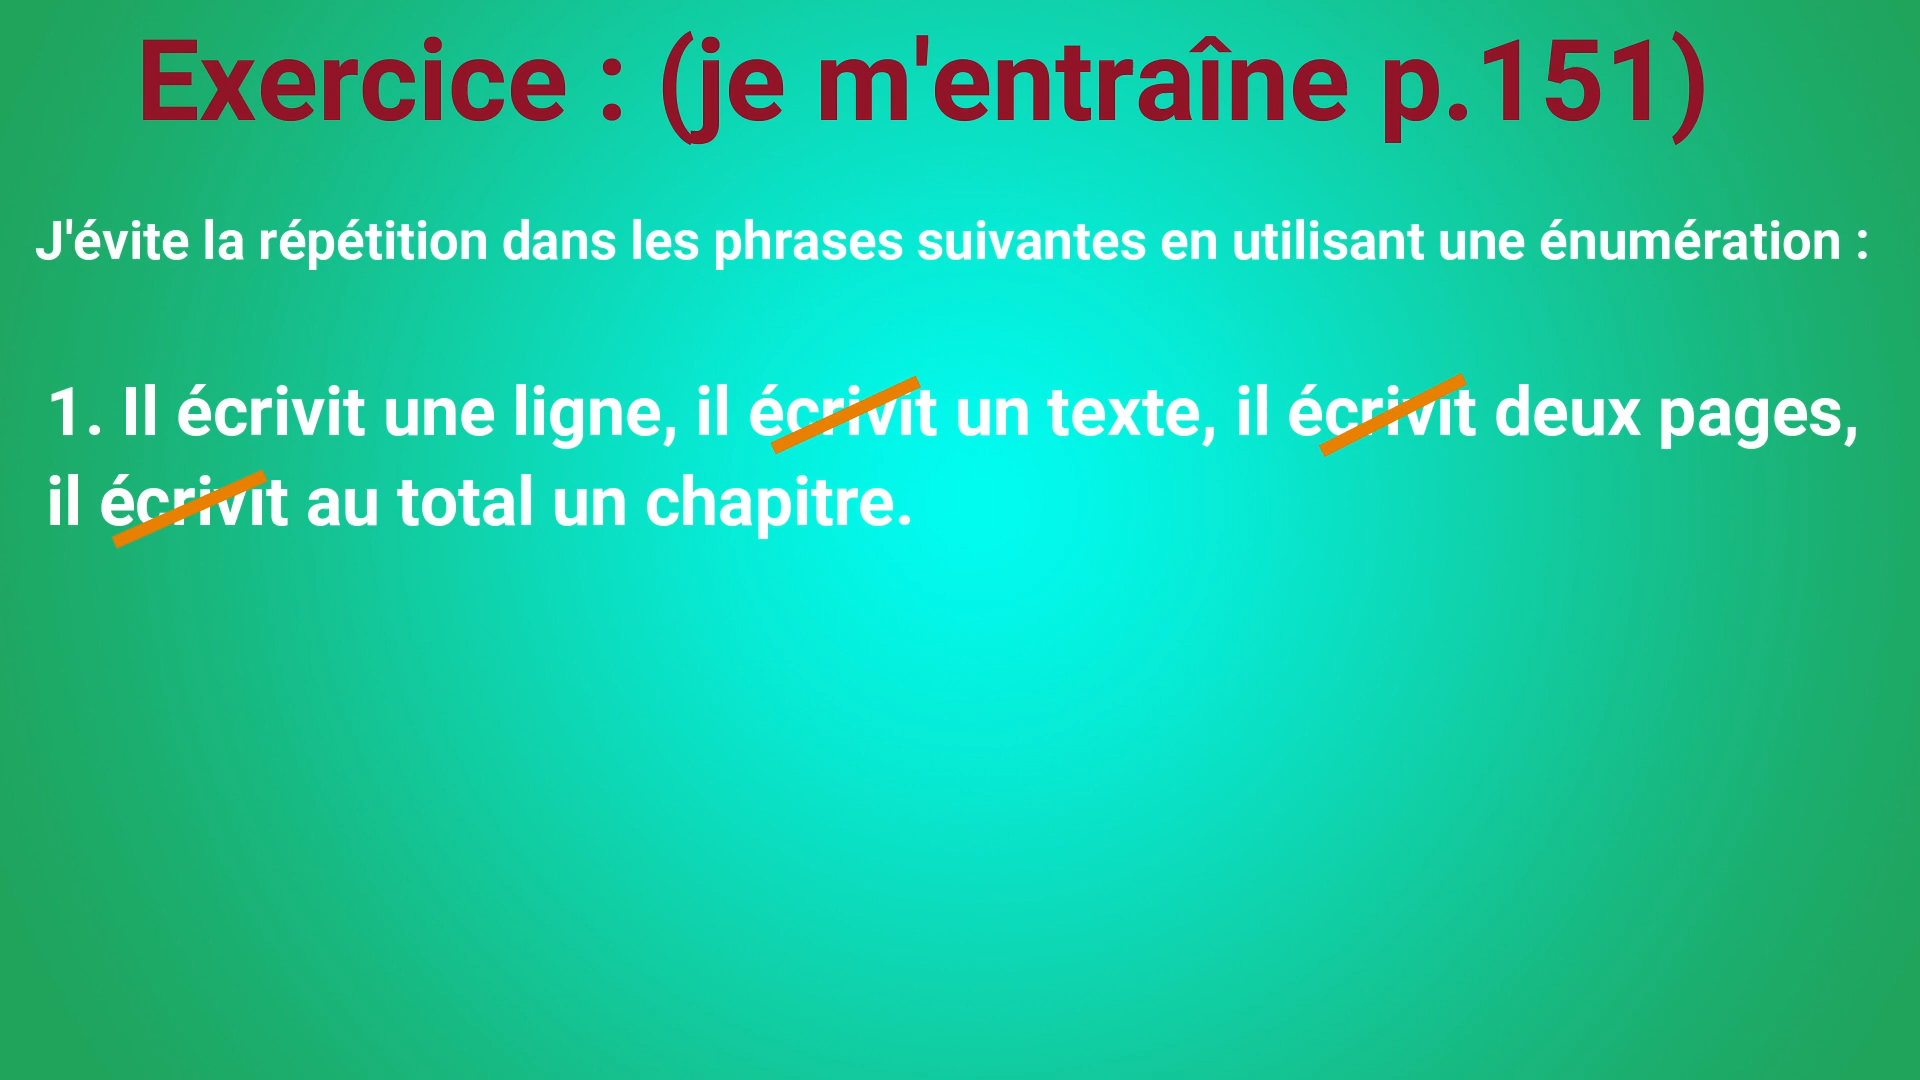 Exercice : (je m'entraîne p.151)
J'évite la répétition dans les phrases suivantes en utilisant une énumération :
1. Il écrivit une ligne, il écrivit un texte, il écrivit deux pages,
il écrivit au total un chapitre.